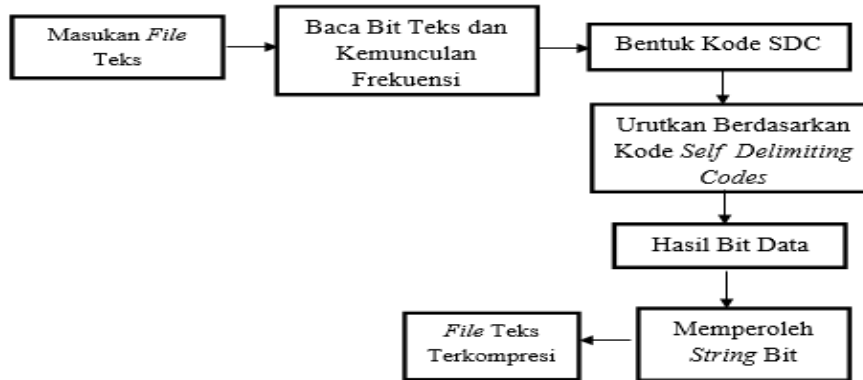 Masukan File
Teks
Baca Bit Teks dan
Kemunculan
Frekuensi
Bentuk Kode SDC
Urutkan Berdasarkan
Kode Self Delimiting
Codes
Hasil Bit Data
Memperoleh
String Bit
File Teks
Terkompresi